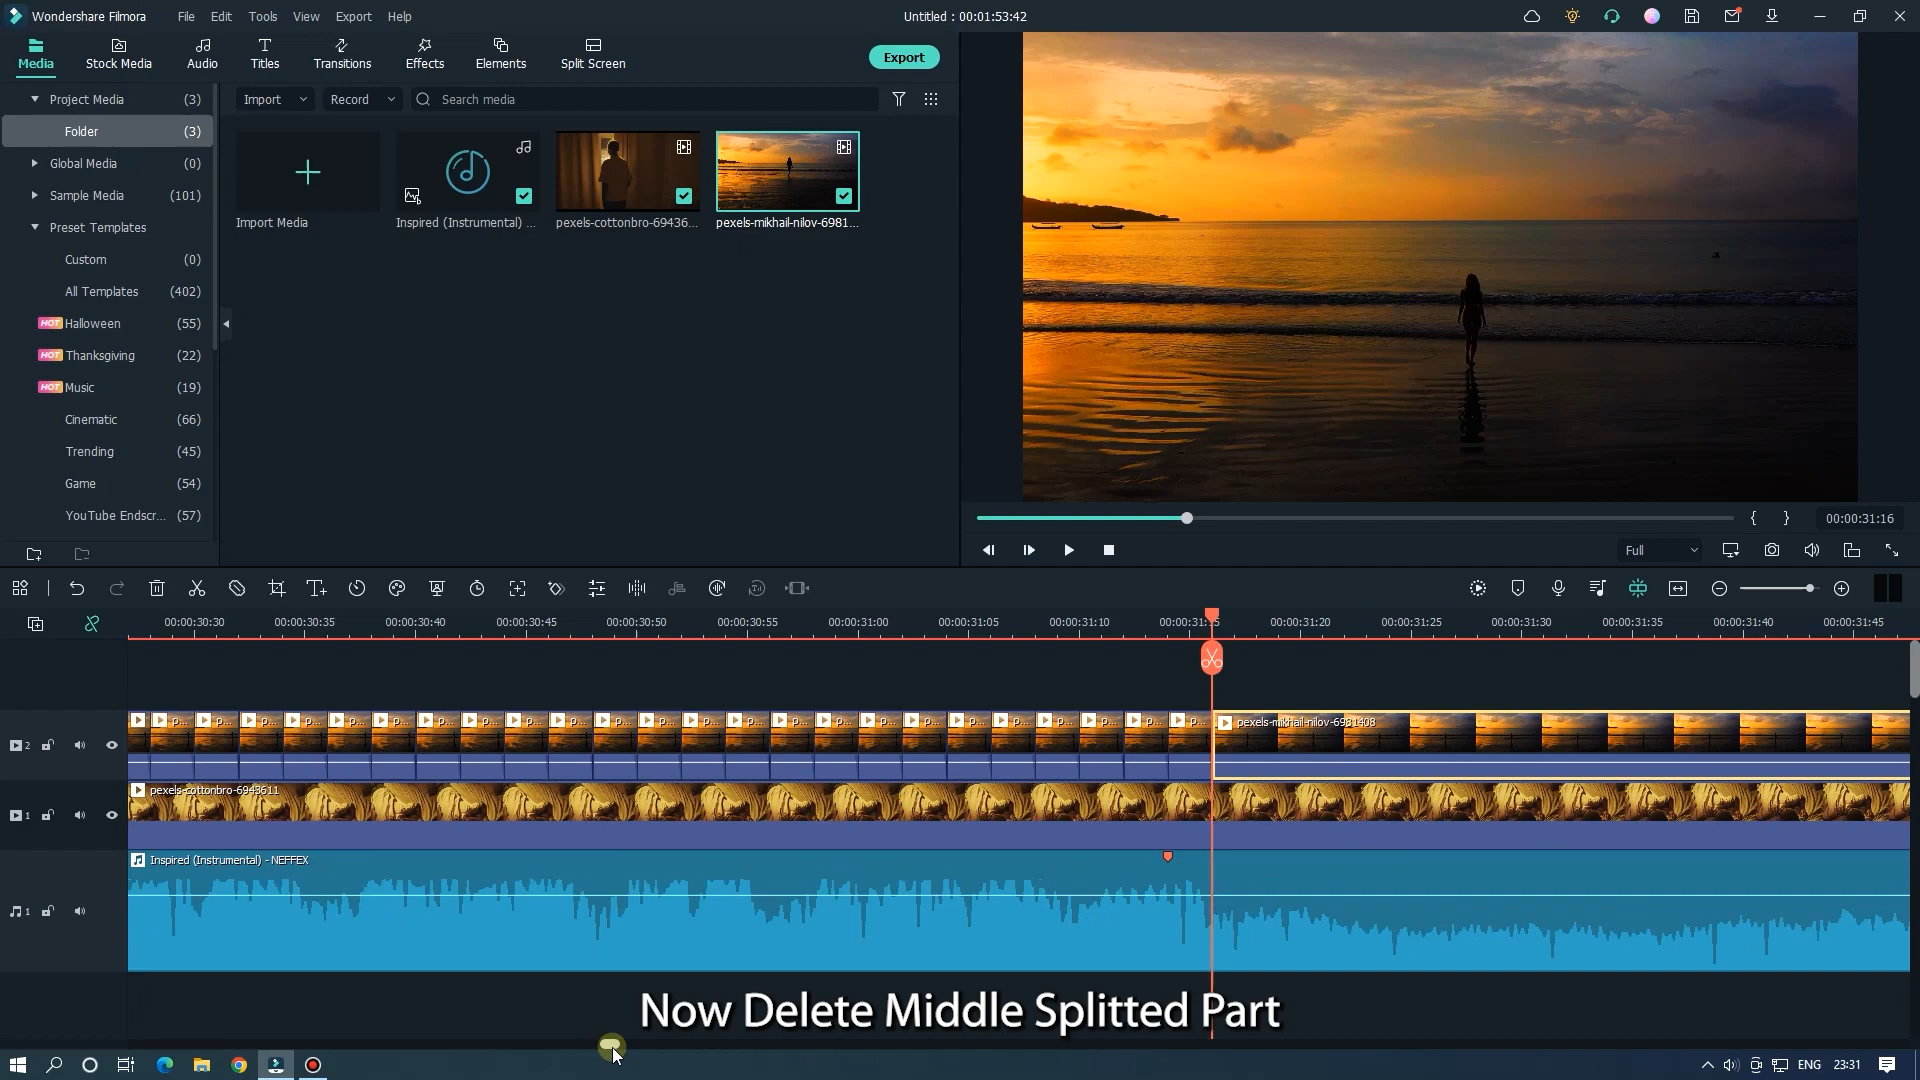 Wondershare Filmora
File Edit Tools View Export Help
Untitled : 00:01:53:42
Media
Stock Media
Audio
Titles
Transitions
Effects
Elements
Split Screen
Export
Project Media (3)
Folder (3)
Global Media (0)
Sample Media (101)
Preset Templates
Custom (0)
All Templates (402)
HOT Halloween (55)
HOT Thanksgiving (22)
HOT Music (19)
Cinematic (66)
Trending (45)
Game (54)
YouTube Endscr... (57)
Import
Record
Search media
Import Media
Inspired (Instrumental) ...
pexels-cottonbro-69436...
pexels-mikhail-nilov-6981...
00:00:31:16
Full
00:00:30:30
00:00:30:35
00:00:30:40
00:00:30:45
00:00:30:50
00:00:30:55
00:00:31:00
00:00:31:05
00:00:31:10
00:00:31:15
00:00:31:20
00:00:31:25
00:00:31:30
00:00:31:35
00:00:31:40
00:00:31:45
2
p... p... p... p... p... p... p... p... p... p... p... p... p... p... p... p... p... p... p... p... p... p... p... p...
pexels-mikhail-nilov-6981408
1
pexels-cottonbro-6943611
1
Inspired (Instrumental) - NEFFEX
Now Delete Middle Splitted Part
ENG
23:31